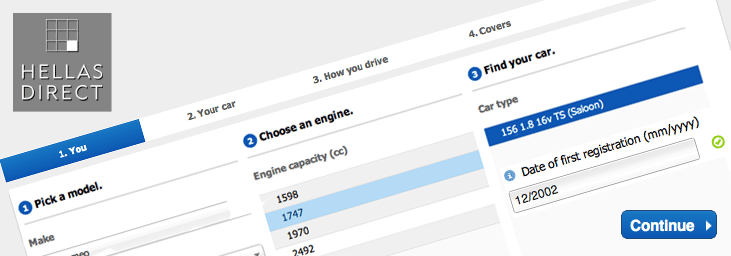 HELLAS
DIRECT
1. You
2. Your car
3. How you drive
4. Covers
1 Pick a model.
Make
2 Choose an engine.
Engine capacity (cc)
1598
1747
1970
2492
3 Find your car.
Car type
156 1.8 16v TS (Saloon)
i Date of first registration (mm/yyyy)
12/2002
Continue